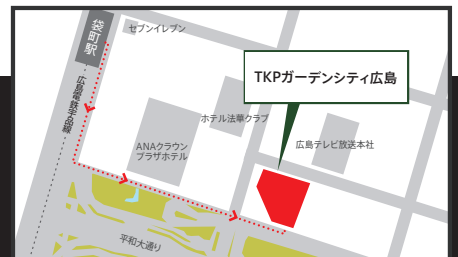 袋町駅
セブンイレブン
広島電鉄宇品線
TKPガーデンシティ広島
ホテル法華クラブ
広島テレビ放送本社
ANAクラウン
プラザホテル
平和大通り